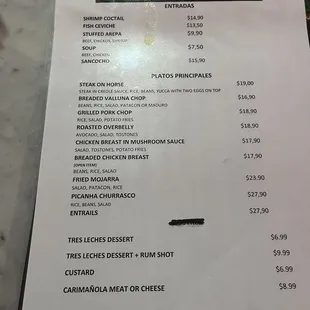 ENTRADAS
SHRIMP COCTAIL $14,90
FISH CEVICHE $13,50
STUFFED AREPA $9,90
BEEF, CHICKEN, SHRIMP
SOUP $7,50
BEEF, CHICKEN
SANCOCHO $15,90
PLATOS PRINCIPALES
STEAK ON HORSE $19,00
STEAK IN CREOLE SAUCE, RICE, BEANS, YUCCA WITH TWO EGGS ON TOP
BREADED VALLUNA CHOP $16,90
BEANS, RICE, SALAD, PATACON OR MADURO
GRILLED PORK CHOP $18,90
RICE, SALAD, POTATO FRIES
ROASTED OVERBELLY $18,90
AVOCADO, SALAD, TOSTONES
CHICKEN BREAST IN MUSHROOM SAUCE $17,90
SALAD, TOSTONES, POTATO FRIES
BREADED CHICKEN BREAST $17,90
(OPEN ITEM)
BEANS, RICE, SALAD
FRIED MOJARRA $23.90
SALAD, PATACON, RICE
PICANHA CHURRASCO $27,90
RICE, BEANS, SALAD
ENTRAILS $27,90
TRES LECHES DESSERT $6.99
TRES LECHES DESSERT + RUM SHOT $9.99
CUSTARD $6.99
CARIMAÑOLA MEAT OR CHEESE $8.99